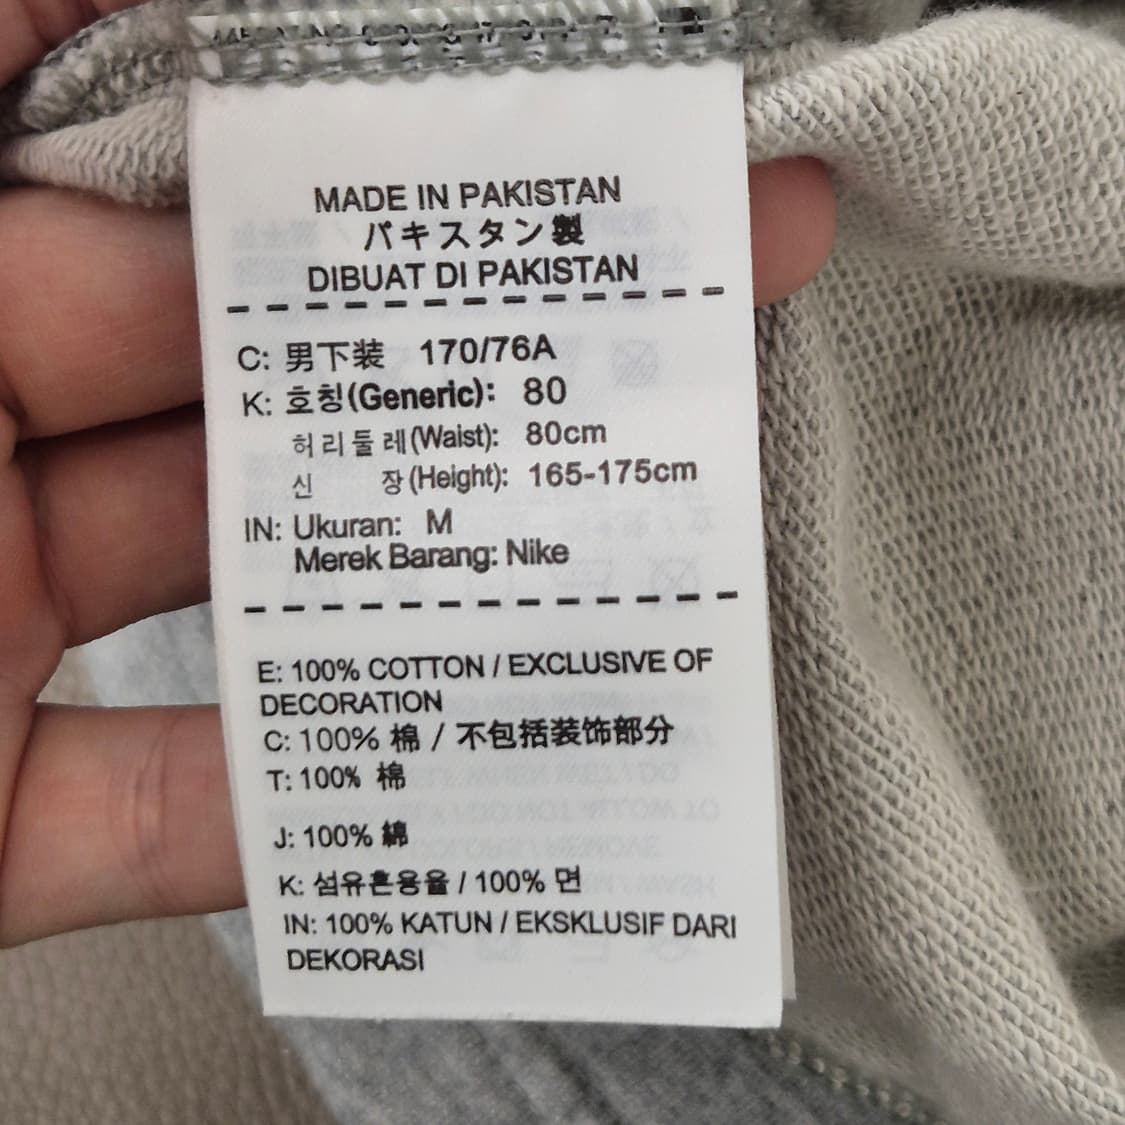 MADE IN PAKISTAN
パキスタン製
DIBUAT DI PAKISTAN
C: 男下装 170/76A
K: 호칭(Generic): 80
허리둘레(Waist): 80cm
신 장(Height): 165-175cm
IN: Ukuran: M
Merek Barang: Nike
E: 100% COTTON / EXCLUSIVE OF
DECORATION
C: 100% 棉 / 不包括装饰部分
T: 100% 棉
J: 100% 綿
K: 섬유혼용율 / 100% 면
IN: 100% KATUN / EKSKLUSIF DARI
DEKORASI